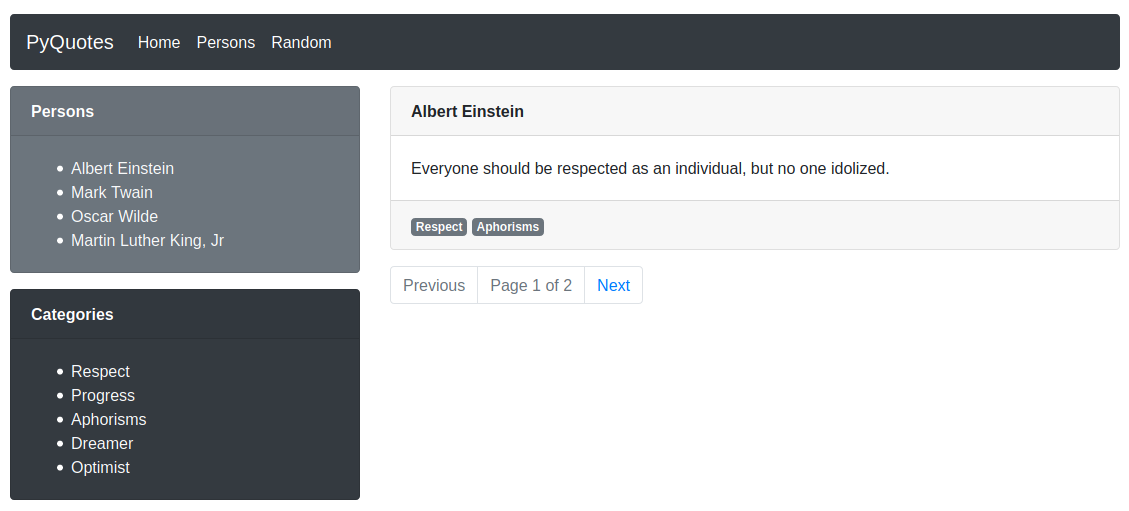 PyQuotes Home Persons Random
Persons
Albert Einstein
Mark Twain
Oscar Wilde
Martin Luther King, Jr
Categories
Respect
Progress
Aphorisms
Dreamer
Optimist
Albert Einstein
Everyone should be respected as an individual, but no one idolized.
Respect Aphorisms
Previous Page 1 of 2 Next